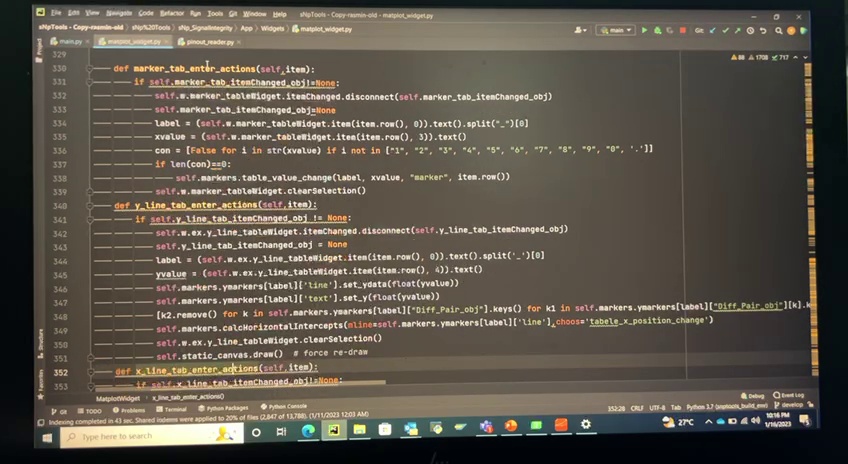 File Edit View Navigate Code Refactor Run Tools Git Window Help sNpTools - Copy-rasmin-old - matplot_widget.py
sNpTools - Copy-rasmin-old sNp%20Tools sNp_SignalIntegrity App Widgets matplot_widget.py main Git:
main.py matplot_widget.py pinout_reader.py
Project
88 1708 717
329
330 def marker_tab_enter_actions(self,item):
331 if self.marker_tab_itemChanged_obj!=None:
332 self.w.marker_tableWidget.itemChanged.disconnect(self.marker_tab_itemChanged_obj)
333 self.marker_tab_itemChanged_obj=None
334 label = (self.w.marker_tableWidget.item(item.row(), 0)).text().split("_")[0]
335 xvalue = (self.w.marker_tableWidget.item(item.row(), 3)).text()
336 con = [False for i in str(xvalue) if i not in ["1", "2", "3", "4", "5", "6", "7", "8", "9", "0", '.']]
337 if len(con)==0:
338 self.markers.table_value_change(label, xvalue, "marker", item.row())
339 self.w.marker_tableWidget.clearSelection()
340 def y_line_tab_enter_actions(self,item):
341 if self.y_line_tab_itemChanged_obj != None:
342 self.w.ex.y_line_tableWidget.itemChanged.disconnect(self.y_line_tab_itemChanged_obj)
343 self.y_line_tab_itemChanged_obj = None
344 label = (self.w.ex.y_line_tableWidget.item(item.row(), 0)).text().split('_')[0]
345 yvalue = (self.w.ex.y_line_tableWidget.item(item.row(), 4)).text()
346 self.markers.ymarkers[label]['line'].set_ydata(float(yvalue))
347 self.markers.ymarkers[label]['text'].set_y(float(yvalue))
348 [k2.remove() for k in self.markers.ymarkers[label]["Diff_Pair_obj"].keys() for k1 in self.markers.ymarkers[label]["Diff_Pair_obj"][k].k
349 self.markers.calcHorizontalIntercepts(mline=self.markers.ymarkers[label]['line'],choos='tabele_x_position_change')
350 self.w.ex.y_line_tableWidget.clearSelection()
351 self.static_canvas.draw() # force re-draw
352 def x_line_tab_enter_actions(self,item):
353 if self.x_line_tab_itemChanged_obj!=None:
Structure
Favorites
MatplotWidget x_line_tab_enter_actions()
Git TODO Problems Terminal Python Packages Python Console Debug Event Log
Indexing completed in 43 sec. Shared indexes were applied to 20% of files (2,847 of 13,788). (1/11/2023 12:03 AM) 352:28 CRLF UTF-8 Tab Python 3.7 (snptools_build_env) develop
Type here to search 27°C 10:16 PM
1/16/2023